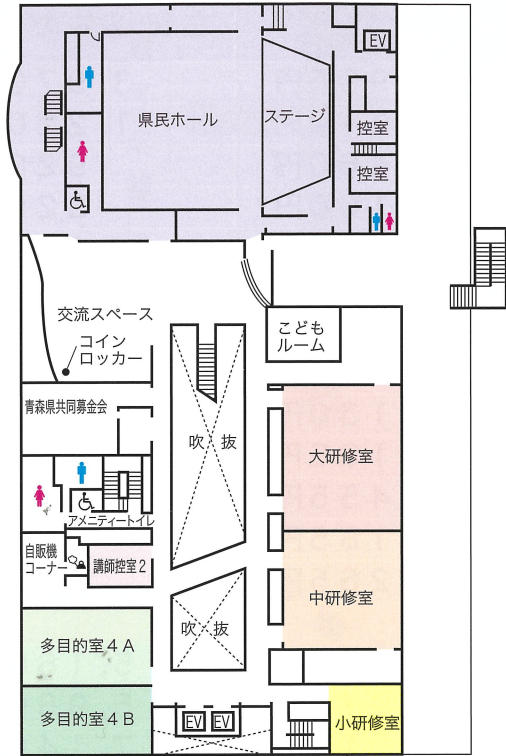 EV
県民ホール
ステージ
控室
控室
交流スペース
コイン
ロッカー
こども
ルーム
青森県共同募金会
吹 抜
大研修室
アメニティートイレ
自販機
コーナー
講師控室2
中研修室
吹 抜
多目的室4A
多目的室4B
EV
EV
小研修室